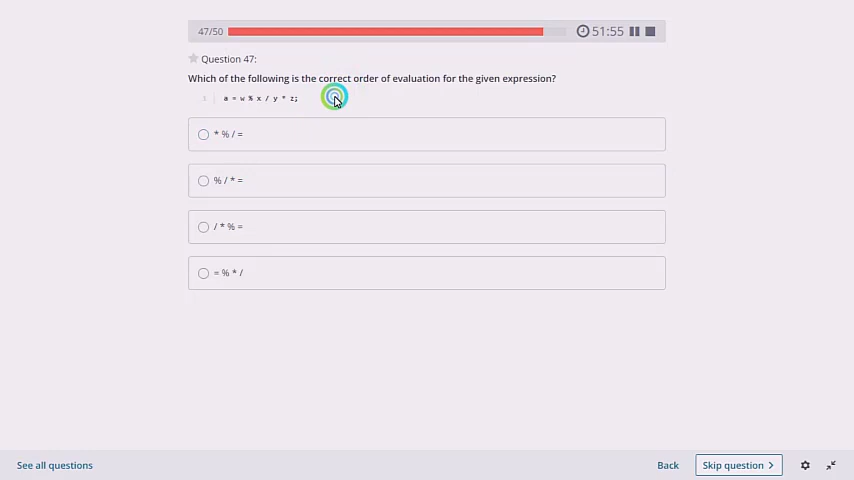 47/50
51:55
Question 47:
Which of the following is the correct order of evaluation for the given expression?
1 a = w % x / y * z;
* % / =
% / * =
/ * % =
= % * /
See all questions
Back
Skip question